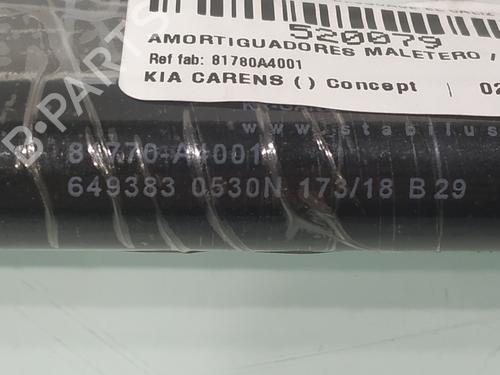 520079
AMORTIGUADORES MALETERO /
Ref fab: 81780A4001
KIA CARENS ( ) Concept | 02
www.stabilus
81770-A4001
649383 0530N 173/18 B29
B-PARTS